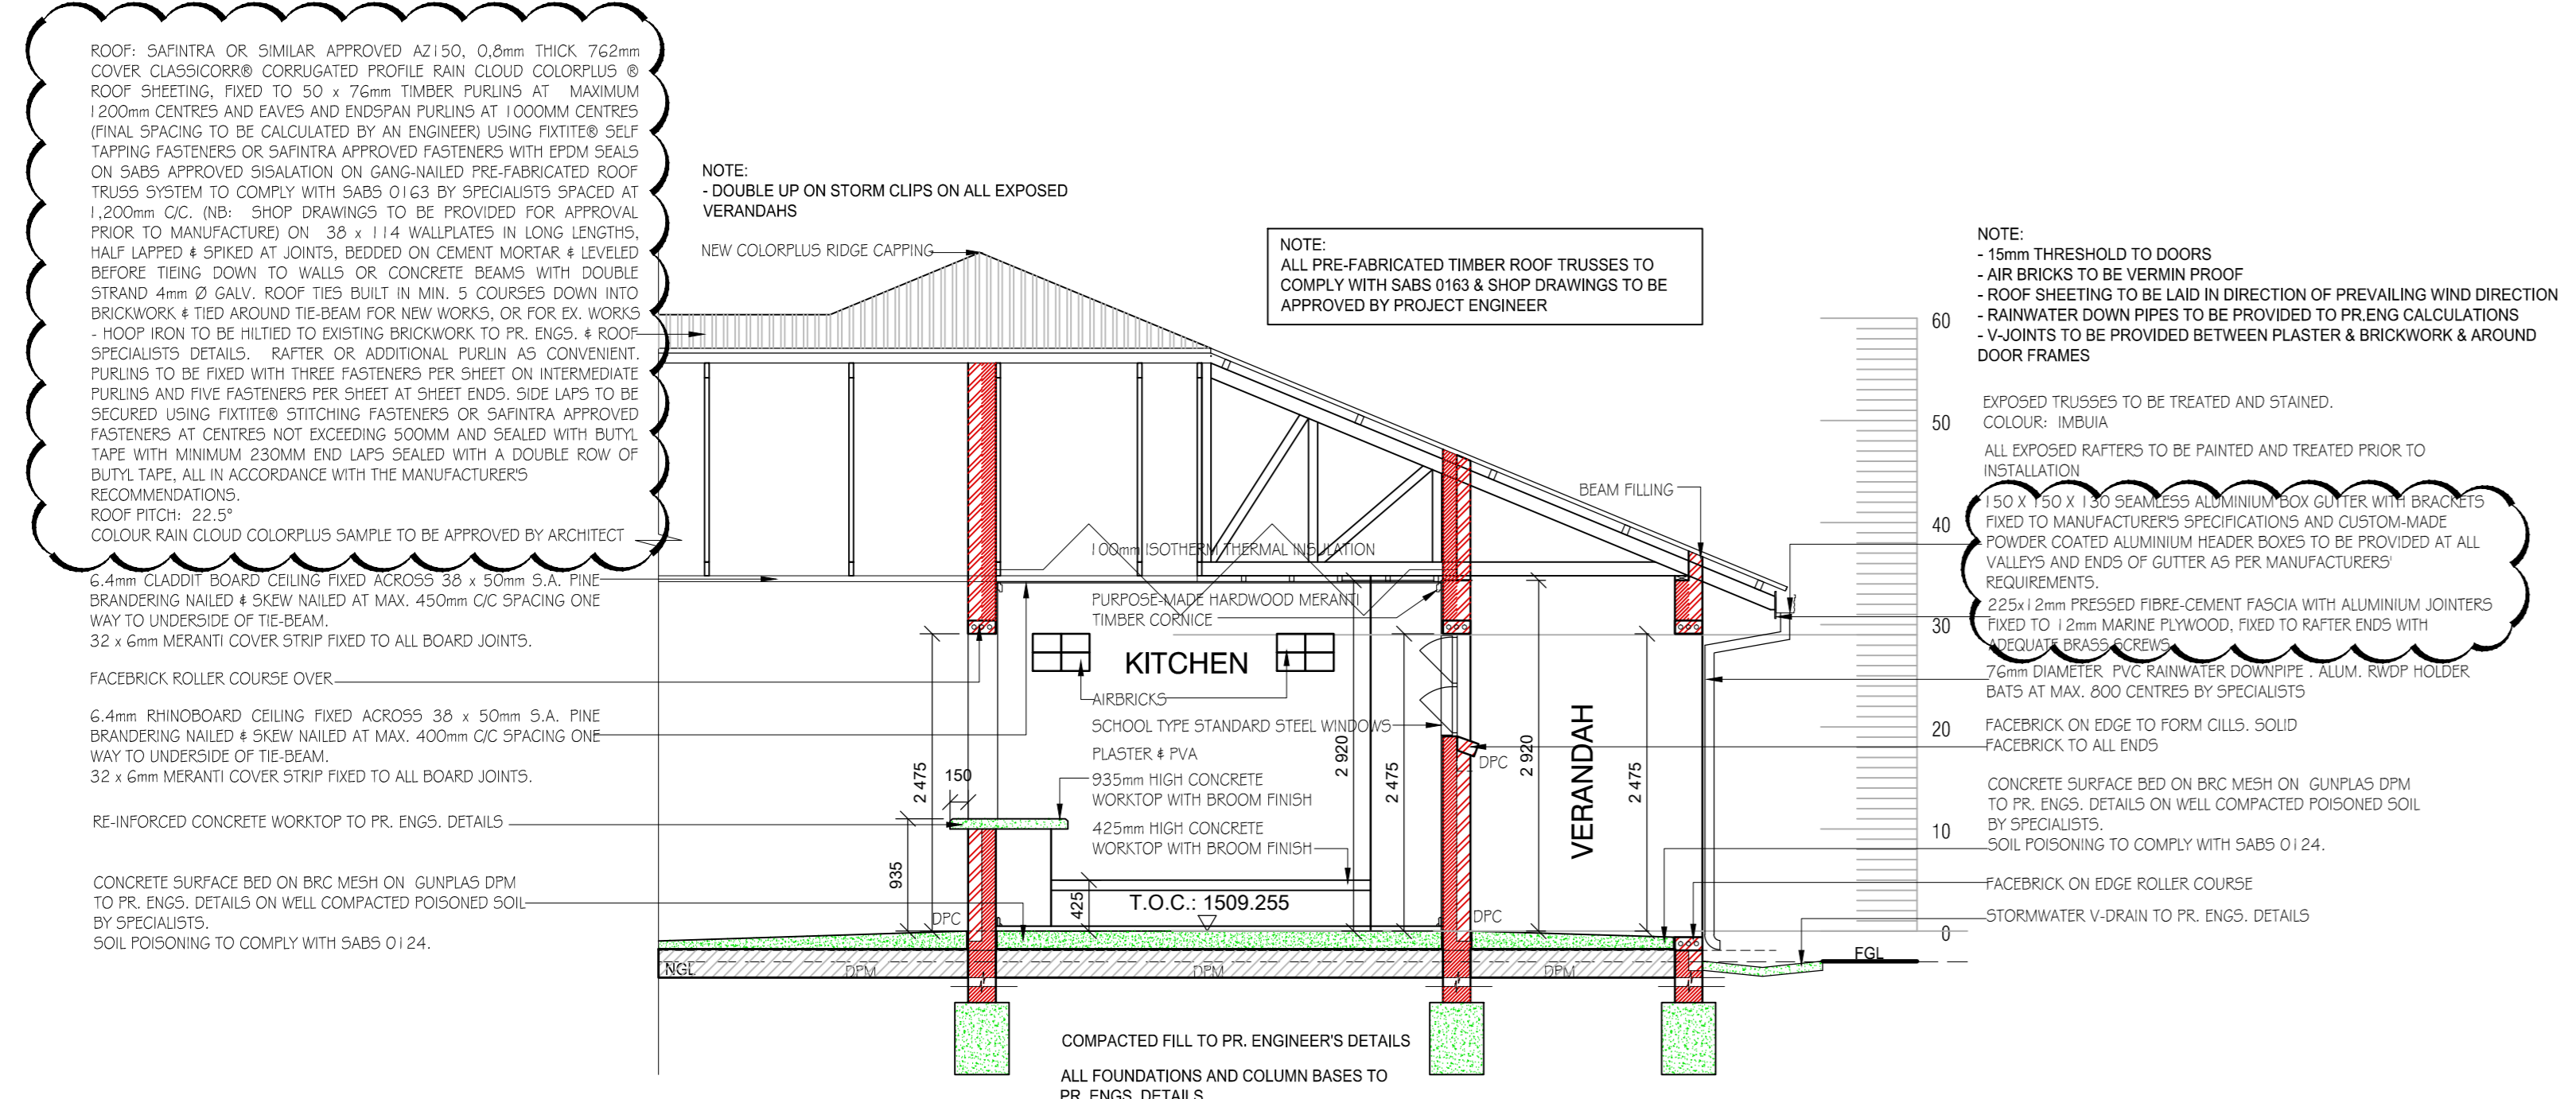 ROOF: SAFINTRA OR SIMILAR APPROVED AZ150, 0,8mm THICK 762mm
COVER CLASSICORR® CORRUGATED PROFILE RAIN CLOUD COLORPLUS ®
ROOF SHEETING, FIXED TO 50 x 76mm TIMBER PURLINS AT MAXIMUM
1200mm CENTRES AND EAVES AND ENDSPAN PURLINS AT 1000MM CENTRES
(FINAL SPACING TO BE CALCULATED BY AN ENGINEER) USING FIXTITE® SELF
TAPPING FASTENERS OR SAFINTRA APPROVED FASTENERS WITH EPDM SEALS
ON SABS APPROVED SISALATION ON GANG-NAILED PRE-FABRICATED ROOF
TRUSS SYSTEM TO COMPLY WITH SABS 0163 BY SPECIALISTS SPACED AT
1,200mm C/C. (NB: SHOP DRAWINGS TO BE PROVIDED FOR APPROVAL
PRIOR TO MANUFACTURE) ON 38 x 114 WALLPLATES IN LONG LENGTHS,
HALF LAPPED & SPIKED AT JOINTS, BEDDED ON CEMENT MORTAR & LEVELED
BEFORE TIEING DOWN TO WALLS OR CONCRETE BEAMS WITH DOUBLE
STRAND 4mm Ø GALV. ROOF TIES BUILT IN MIN. 5 COURSES DOWN INTO
BRICKWORK & TIED AROUND TIE-BEAM FOR NEW WORKS, OR FOR EX. WORKS
- HOOP IRON TO BE HILTIED TO EXISTING BRICKWORK TO PR. ENGS. & ROOF
SPECIALISTS DETAILS. RAFTER OR ADDITIONAL PURLIN AS CONVENIENT.
PURLINS TO BE FIXED WITH THREE FASTENERS PER SHEET ON INTERMEDIATE
PURLINS AND FIVE FASTENERS PER SHEET AT SHEET ENDS. SIDE LAPS TO BE
SECURED USING FIXTITE® STITCHING FASTENERS OR SAFINTRA APPROVED
FASTENERS AT CENTRES NOT EXCEEDING 500MM AND SEALED WITH BUTYL
TAPE WITH MINIMUM 230MM END LAPS SEALED WITH A DOUBLE ROW OF
BUTYL TAPE, ALL IN ACCORDANCE WITH THE MANUFACTURER'S
RECOMMENDATIONS.
ROOF PITCH: 22.5°
COLOUR RAIN CLOUD COLORPLUS SAMPLE TO BE APPROVED BY ARCHITECT
6.4mm CLADDIT BOARD CEILING FIXED ACROSS 38 x 50mm S.A. PINE
BRANDERING NAILED & SKEW NAILED AT MAX. 450mm C/C SPACING ONE
WAY TO UNDERSIDE OF TIE-BEAM.
32 x 6mm MERANTI COVER STRIP FIXED TO ALL BOARD JOINTS.
FACEBRICK ROLLER COURSE OVER
6.4mm RHINOBOARD CEILING FIXED ACROSS 38 x 50mm S.A. PINE
BRANDERING NAILED & SKEW NAILED AT MAX. 400mm C/C SPACING ONE
WAY TO UNDERSIDE OF TIE-BEAM.
32 x 6mm MERANTI COVER STRIP FIXED TO ALL BOARD JOINTS.
RE-INFORCED CONCRETE WORKTOP TO PR. ENGS. DETAILS
CONCRETE SURFACE BED ON BRC MESH ON GUNPLAS DPM
TO PR. ENGS. DETAILS ON WELL COMPACTED POISONED SOIL
BY SPECIALISTS.
SOIL POISONING TO COMPLY WITH SABS 0124.
NOTE:
- DOUBLE UP ON STORM CLIPS ON ALL EXPOSED
VERANDAHS
NEW COLORPLUS RIDGE CAPPING
NOTE:
ALL PRE-FABRICATED TIMBER ROOF TRUSSES TO
COMPLY WITH SABS 0163 & SHOP DRAWINGS TO BE
APPROVED BY PROJECT ENGINEER
BEAM FILLING
100mm ISOTHERM THERMAL INSULATION
PURPOSE-MADE HARDWOOD MERANTI
TIMBER CORNICE
KITCHEN
AIRBRICKS
SCHOOL TYPE STANDARD STEEL WINDOWS
PLASTER & PVA
935mm HIGH CONCRETE
WORKTOP WITH BROOM FINISH
425mm HIGH CONCRETE
WORKTOP WITH BROOM FINISH
T.O.C.: 1509.255
150
2 475
935
425
2 920
2 475
2 920
2 475
VERANDAH
DPC
DPC
DPC
NGL
DPM
DPM
DPM
FGL
COMPACTED FILL TO PR. ENGINEER'S DETAILS
ALL FOUNDATIONS AND COLUMN BASES TO
PR. ENGS. DETAILS
60
50
40
30
20
10
0
NOTE:
- 15mm THRESHOLD TO DOORS
- AIR BRICKS TO BE VERMIN PROOF
- ROOF SHEETING TO BE LAID IN DIRECTION OF PREVAILING WIND DIRECTION
- RAINWATER DOWN PIPES TO BE PROVIDED TO PR.ENG CALCULATIONS
- V-JOINTS TO BE PROVIDED BETWEEN PLASTER & BRICKWORK & AROUND
DOOR FRAMES
EXPOSED TRUSSES TO BE TREATED AND STAINED.
COLOUR: IMBUIA
ALL EXPOSED RAFTERS TO BE PAINTED AND TREATED PRIOR TO
INSTALLATION
150 X 150 X 130 SEAMLESS ALUMINIUM BOX GUTTER WITH BRACKETS
FIXED TO MANUFACTURER'S SPECIFICATIONS AND CUSTOM-MADE
POWDER COATED ALUMINIUM HEADER BOXES TO BE PROVIDED AT ALL
VALLEYS AND ENDS OF GUTTER AS PER MANUFACTURERS'
REQUIREMENTS.
225x12mm PRESSED FIBRE-CEMENT FASCIA WITH ALUMINIUM JOINTERS
FIXED TO 12mm MARINE PLYWOOD, FIXED TO RAFTER ENDS WITH
ADEQUATE BRASS SCREWS
76mm DIAMETER PVC RAINWATER DOWNPIPE . ALUM. RWDP HOLDER
BATS AT MAX. 800 CENTRES BY SPECIALISTS
FACEBRICK ON EDGE TO FORM CILLS. SOLID
FACEBRICK TO ALL ENDS
CONCRETE SURFACE BED ON BRC MESH ON GUNPLAS DPM
TO PR. ENGS. DETAILS ON WELL COMPACTED POISONED SOIL
BY SPECIALISTS.
SOIL POISONING TO COMPLY WITH SABS 0124.
FACEBRICK ON EDGE ROLLER COURSE
STORMWATER V-DRAIN TO PR. ENGS. DETAILS